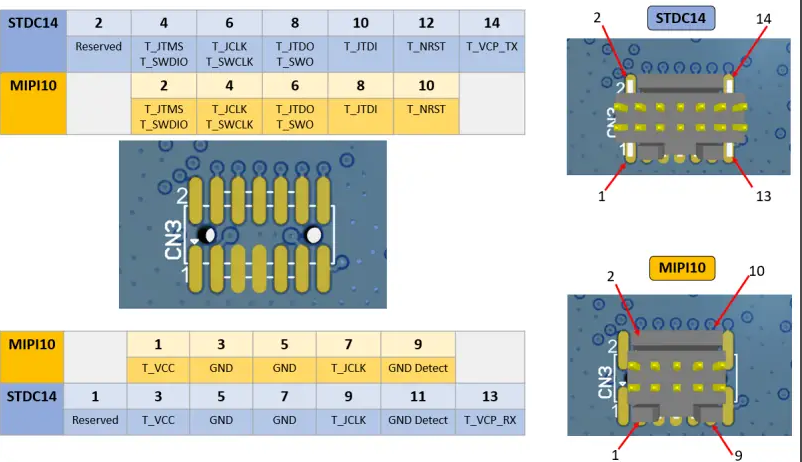 STDC14 2 4 6 8 10 12 14
Reserved T_JTMS T_JCLK T_JTDO T_JTDI T_NRST T_VCP_TX
T_SWDIO T_SWCLK T_SWO
MIPI10 2 4 6 8 10
T_JTMS T_JCLK T_JTDO T_JTDI T_NRST
T_SWDIO T_SWCLK T_SWO
2
CN3
1
MIPI10 1 3 5 7 9
T_VCC GND GND T_JCLK GND Detect
STDC14 1 3 5 7 9 11 13
Reserved T_VCC GND GND T_JCLK GND Detect T_VCP_RX
2 STDC14 14
2
CN3
1
1 13
MIPI10
2 10
2
CN3
1
1 9